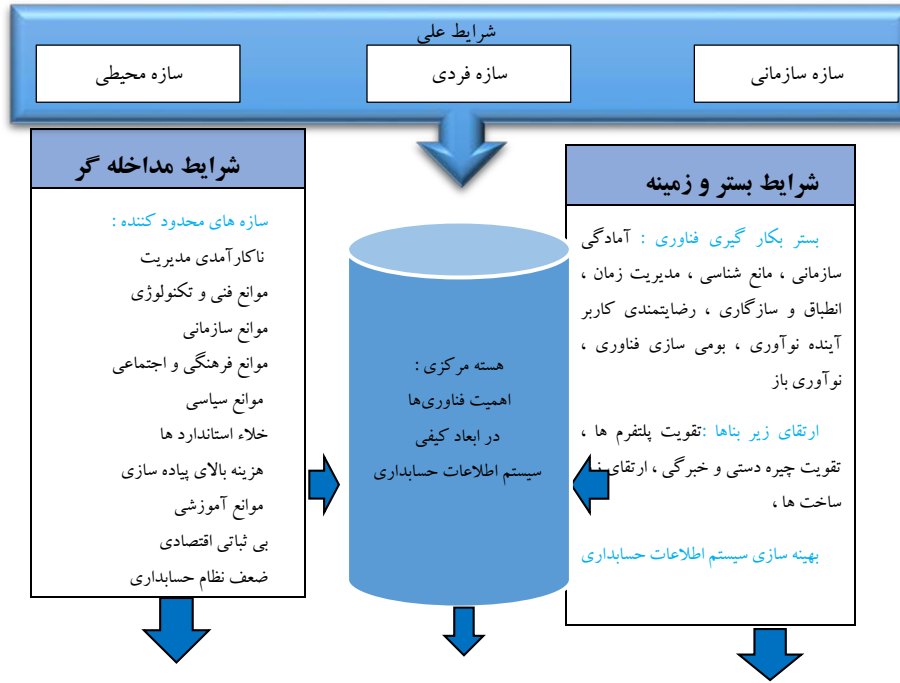 شرایط علی
سازه سازمانی
سازه فردی
سازه محیطی
شرایط بستر و زمینه
بستر بکار گیری فناوری : آمادگی
سازمانی ، مانع شناسی ، مدیریت زمان ،
انطباق و سازگاری ، رضایتمندی کاربر
آینده نوآوری ، بومی سازی فناوری ،
نوآوری باز
ارتقای زیر بناها :تقویت پلتفرم ها ،
تقویت چیره دستی و خبرگی ، ارتقای
ساخت ها ،
بهینه سازی سیستم اطلاعات حسابداری
هسته مرکزی :
اهمیت فناوری‌ها
در ابعاد کیفی
سیستم اطلاعات حسابداری
شرایط مداخله گر
سازه های محدود کننده :
ناکارآمدی مدیریت
موانع فنی و تکنولوژی
موانع سازمانی
موانع فرهنگی و اجتماعی
موانع سیاسی
خلاء استاندارد ها
هزینه بالای پیاده سازی
موانع آموزشی
بی ثباتی اقتصادی
ضعف نظام حسابداری